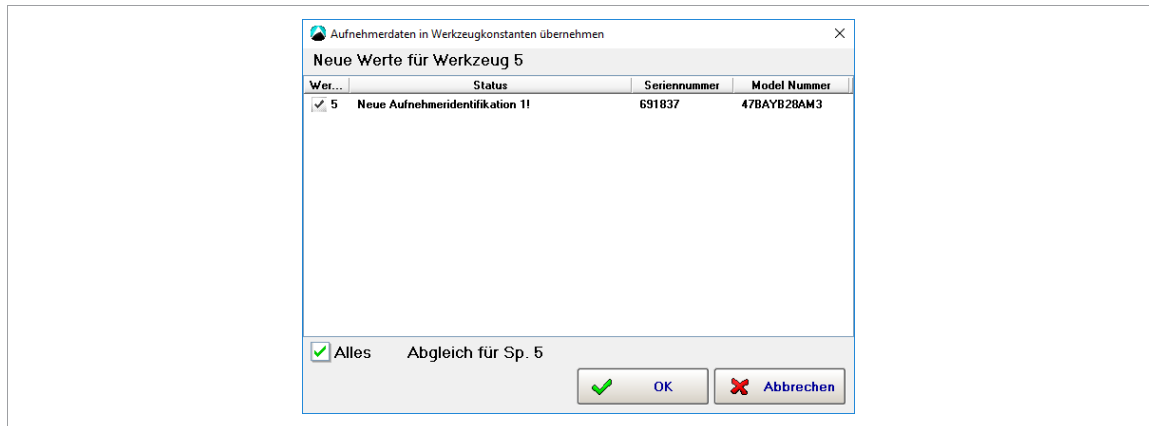 Aufnehmerdaten in Werkzeugkonstanten übernehmen
Neue Werte für Werkzeug 5
Wer... Status Seriennummer Model Nummer
5 Neue Aufnehmeridentifikation 1! 691837 47BAYB28AM3
Alles Abgleich für Sp. 5
OK Abbrechen